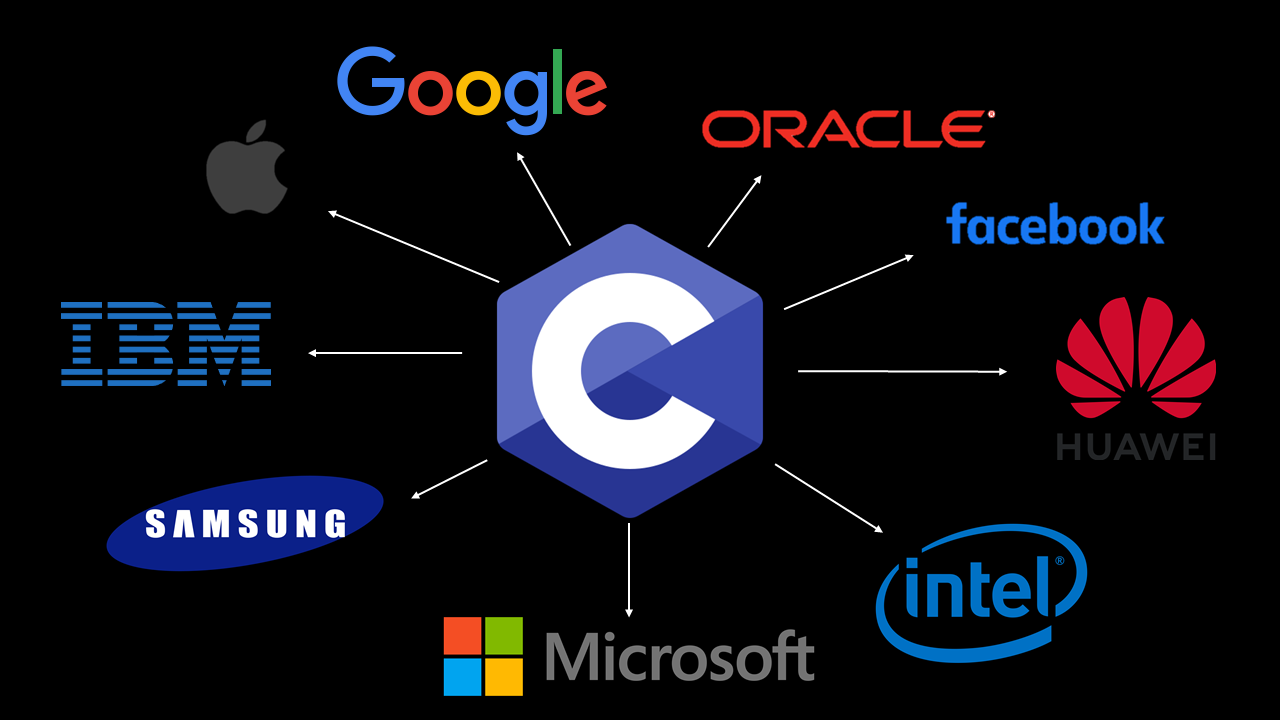 Google
ORACLE®
facebook
IBM
HUAWEI
C
SAMSUNG
intel®
Microsoft